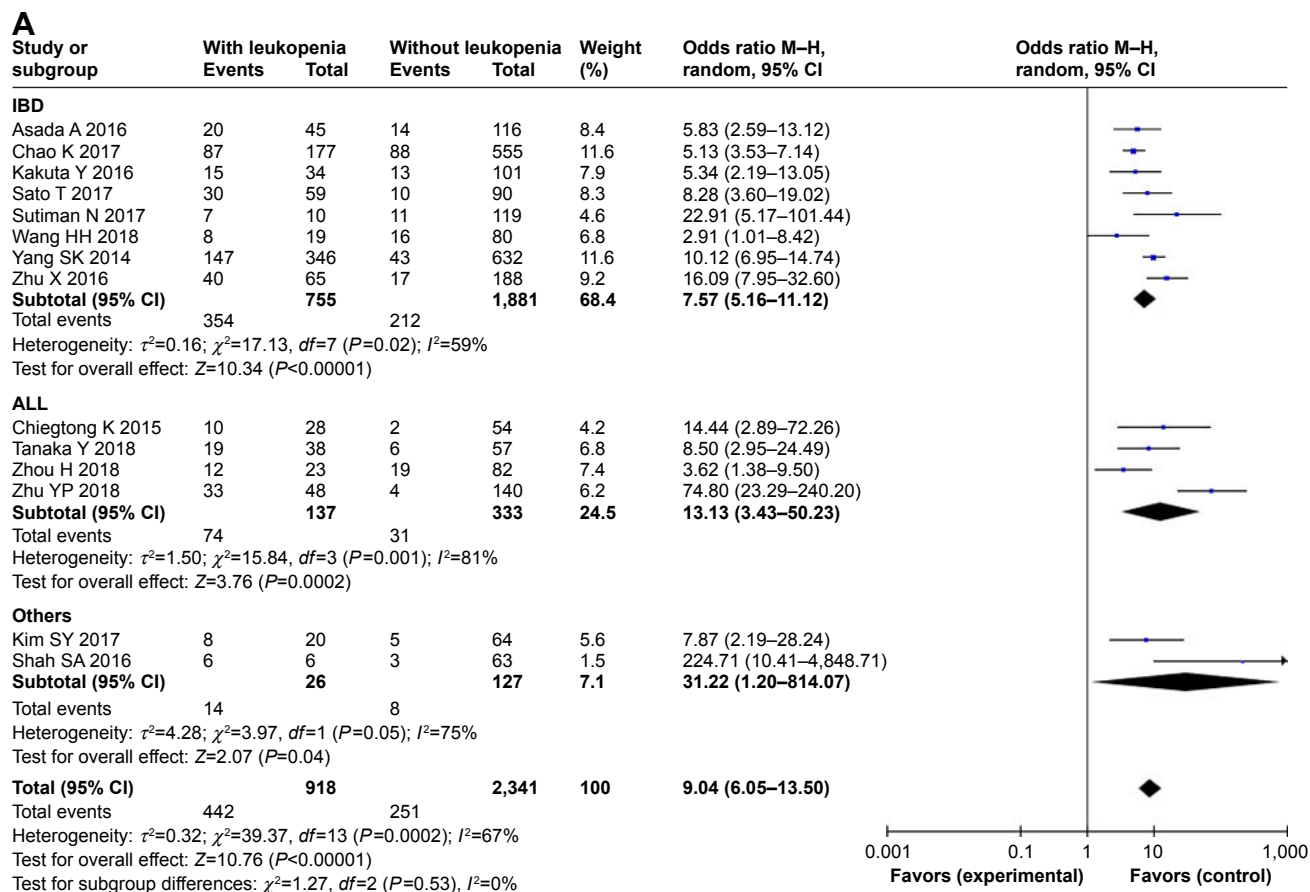 A
Study or subgroup With leukopenia Events Total Without leukopenia Events Total Weight (%) Odds ratio M–H, random, 95% CI Odds ratio M–H, random, 95% CI
IBD
Asada A 2016 20 45 14 116 8.4 5.83 (2.59–13.12)
Chao K 2017 87 177 88 555 11.6 5.13 (3.53–7.14)
Kakuta Y 2016 15 34 13 101 7.9 5.34 (2.19–13.05)
Sato T 2017 30 59 10 90 8.3 8.28 (3.60–19.02)
Sutiman N 2017 7 10 11 119 4.6 22.91 (5.17–101.44)
Wang HH 2018 8 19 16 80 6.8 2.91 (1.01–8.42)
Yang SK 2014 147 346 43 632 11.6 10.12 (6.95–14.74)
Zhu X 2016 40 65 17 188 9.2 16.09 (7.95–32.60)
Subtotal (95% CI) 755 1,881 68.4 7.57 (5.16–11.12)
Total events 354 212
Heterogeneity: τ²=0.16; χ²=17.13, df=7 (P=0.02); I²=59%
Test for overall effect: Z=10.34 (P<0.00001)
ALL
Chiegtong K 2015 10 28 2 54 4.2 14.44 (2.89–72.26)
Tanaka Y 2018 19 38 6 57 6.8 8.50 (2.95–24.49)
Zhou H 2018 12 23 19 82 7.4 3.62 (1.38–9.50)
Zhu YP 2018 33 48 4 140 6.2 74.80 (23.29–240.20)
Subtotal (95% CI) 137 333 24.5 13.13 (3.43–50.23)
Total events 74 31
Heterogeneity: τ²=1.50; χ²=15.84, df=3 (P=0.001); I²=81%
Test for overall effect: Z=3.76 (P=0.0002)
Others
Kim SY 2017 8 20 5 64 5.6 7.87 (2.19–28.24)
Shah SA 2016 6 6 3 63 1.5 224.71 (10.41–4,848.71)
Subtotal (95% CI) 26 127 7.1 31.22 (1.20–814.07)
Total events 14 8
Heterogeneity: τ²=4.28; χ²=3.97, df=1 (P=0.05); I²=75%
Test for overall effect: Z=2.07 (P=0.04)
Total (95% CI) 918 2,341 100 9.04 (6.05–13.50)
Total events 442 251
Heterogeneity: τ²=0.32; χ²=39.37, df=13 (P=0.0002); I²=67%
Test for overall effect: Z=10.76 (P<0.00001)
Test for subgroup differences: χ²=1.27, df=2 (P=0.53), I²=0%
0.001 0.1 1 10 1,000
Favors (experimental) Favors (control)